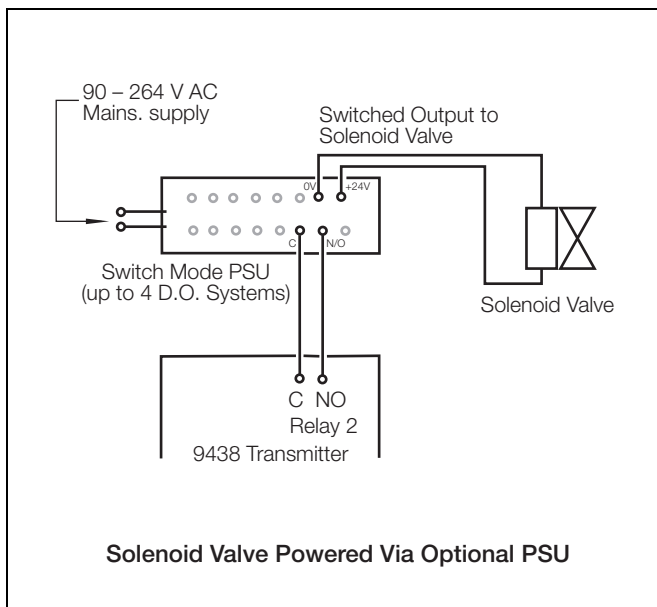 90 – 264 V AC
Mains. supply
Switched Output to
Solenoid Valve
0V
+24V
C
N/O
Switch Mode PSU
(up to 4 D.O. Systems)
Solenoid Valve
C NO
Relay 2
9438 Transmitter
Solenoid Valve Powered Via Optional PSU